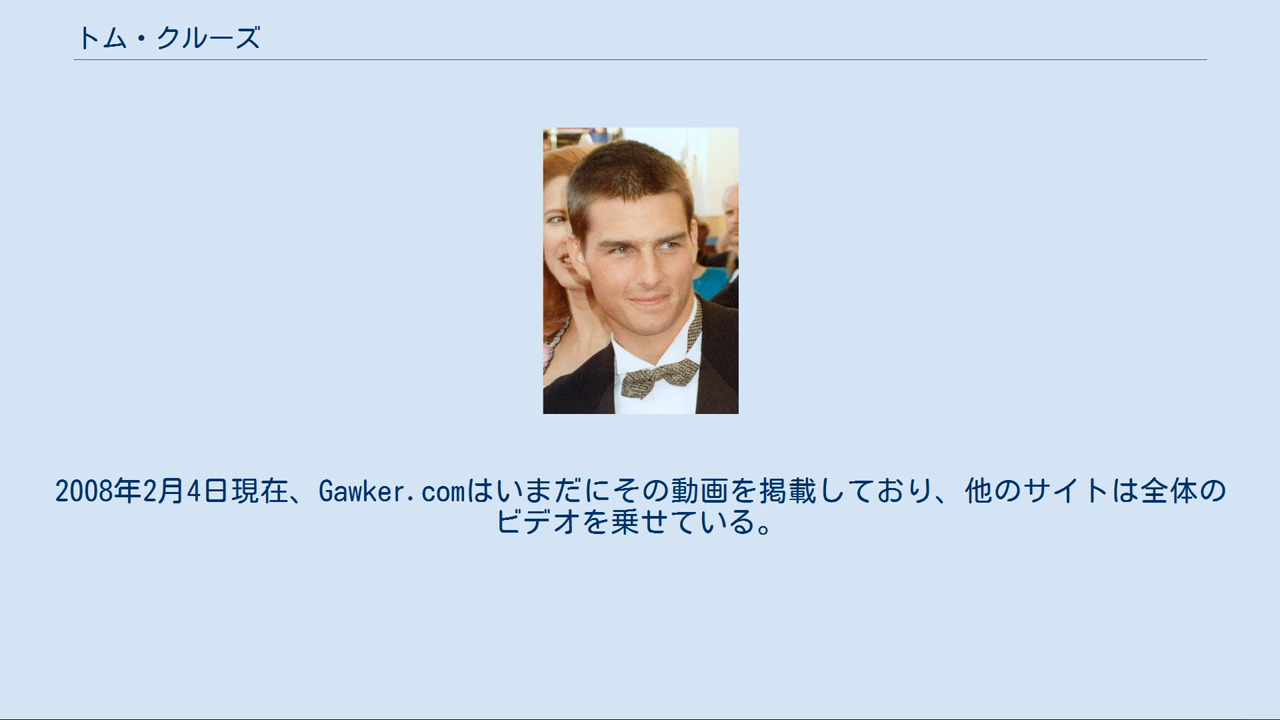 トム・クルーズ
2008年2月4日現在、Gawker.comはいまだにその動画を掲載しており、他のサイトは全体の
ビデオを乗せている。